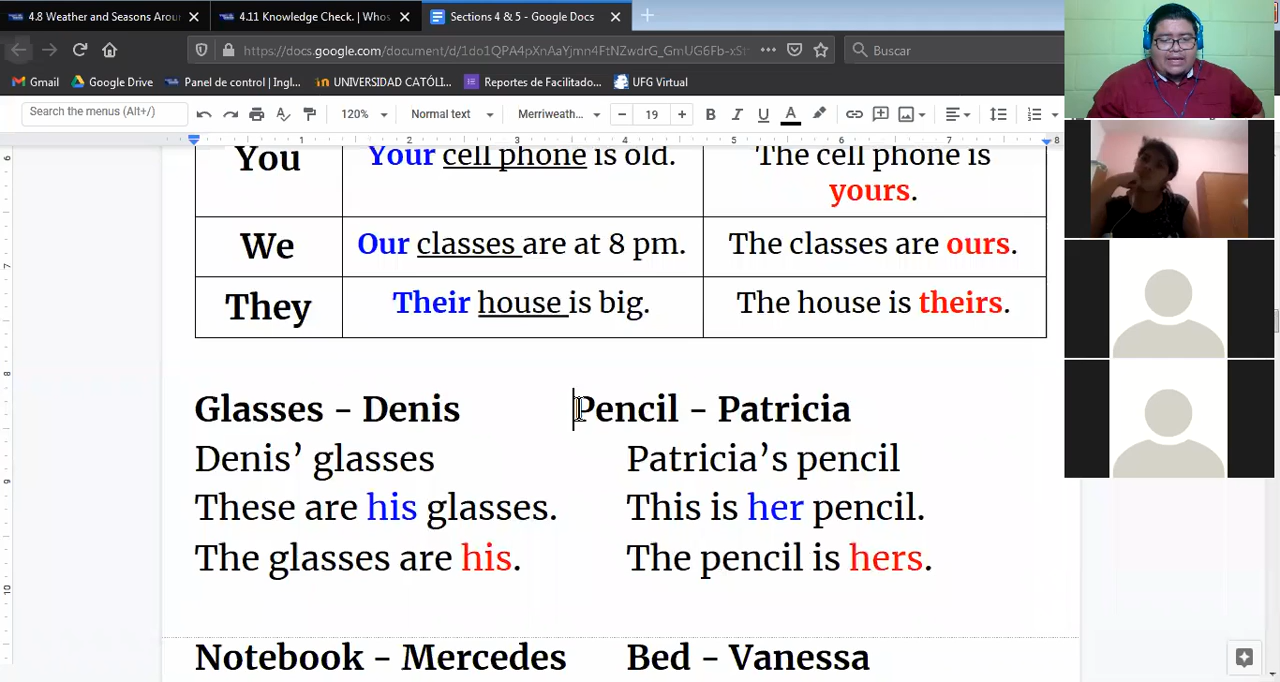 4.8 Weather and Seasons Arou
4.11 Knowledge Check. | Whos
Sections 4 & 5 - Google Docs
https://docs.google.com/document/d/1do1QPA4pXnAaYjmn4FtNZwdrG_GmUG6Fb-xSt
Buscar
Gmail
Google Drive
Panel de control | Ingl...
UNIVERSIDAD CATÓLI...
Reportes de Facilitado...
UFG Virtual
Search the menus (Alt+/)
120%
Normal text
Merriweath...
19
You
Your cell phone is old.
The cell phone is
yours.
We
Our classes are at 8 pm.
The classes are ours.
They
Their house is big.
The house is theirs.
Glasses - Denis
Pencil - Patricia
Denis’ glasses
Patricia’s pencil
These are his glasses.
This is her pencil.
The glasses are his.
The pencil is hers.
Notebook - Mercedes
Bed - Vanessa